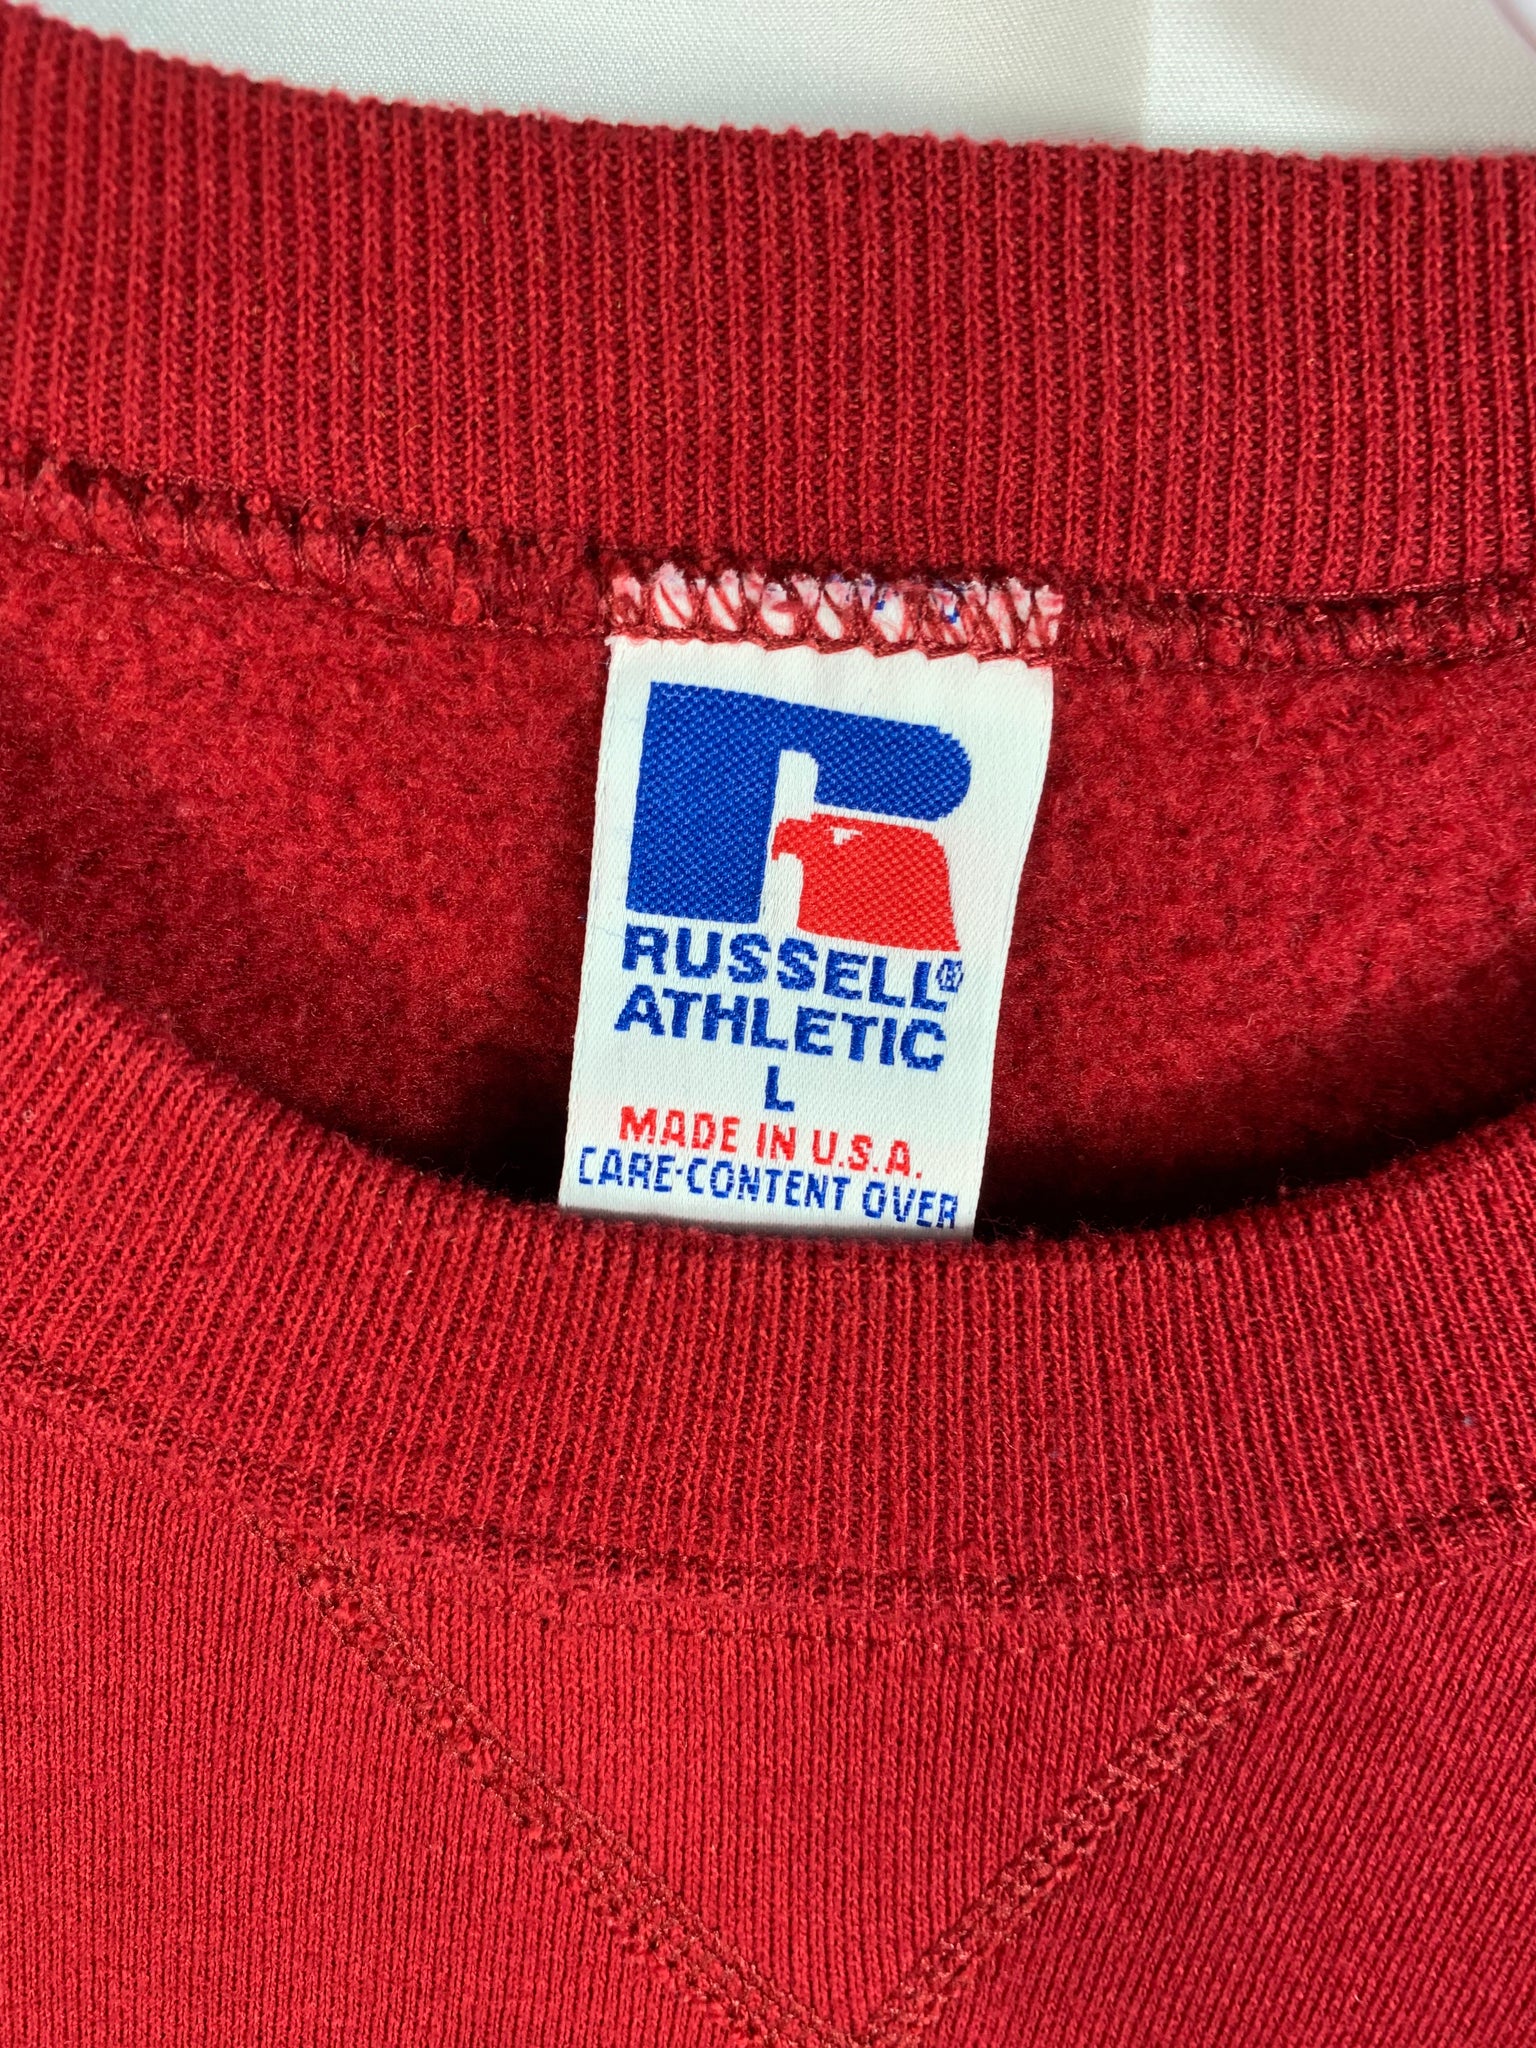 RUSSELL®
ATHLETIC
L
MADE IN U.S.A.
CARE-CONTENT OVER